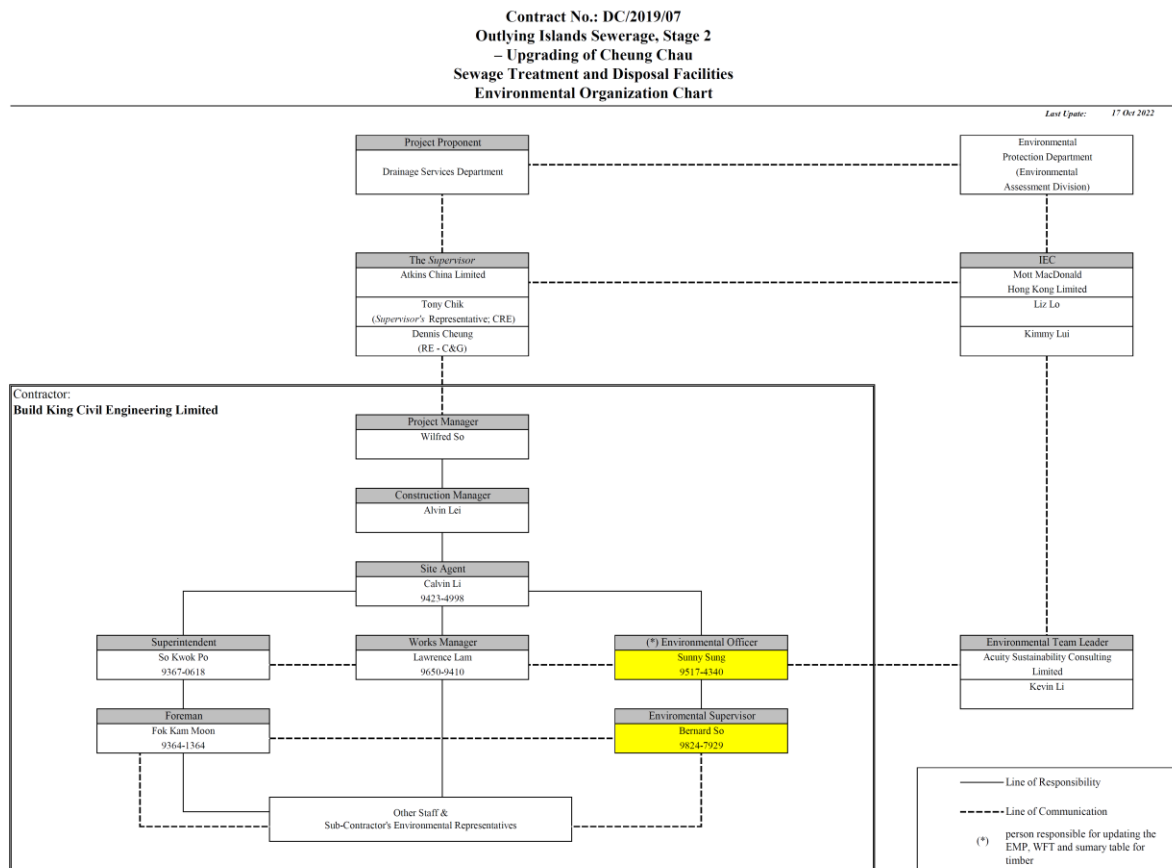 Contract No.: DC/2019/07
Outlying Islands Sewerage, Stage 2
– Upgrading of Cheung Chau
Sewage Treatment and Disposal Facilities
Environmental Organization Chart
Last Upate: 17 Oct 2022
Project Proponent
Drainage Services Department
Environmental
Protection Department
(Environmental
Assessment Division)
The Supervisor
Atkins China Limited
Tony Chik
(Supervisor's Representative; CRE)
Dennis Cheung
(RE - C&G)
IEC
Mott MacDonald
Hong Kong Limited
Liz Lo
Kimmy Lui
Contractor:
Build King Civil Engineering Limited
Project Manager
Wilfred So
Construction Manager
Alvin Lei
Site Agent
Calvin Li
9423-4998
Superintendent
So Kwok Po
9367-0618
Works Manager
Lawrence Lam
9650-9410
(*) Environmental Officer
Sunny Sung
9517-4340
Environmental Team Leader
Acuity Sustainability Consulting
Limited
Kevin Li
Foreman
Fok Kam Moon
9364-1364
Enviromental Supervisor
Bernard So
9824-7929
Other Staff &
Sub-Contractor's Environmental Representatives
Line of Responsibility
Line of Communication
(*) person responsible for updating the
EMP, WFT and sumary table for
timber